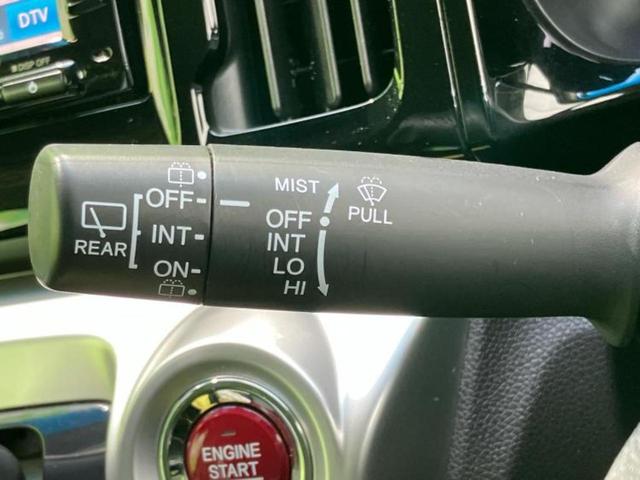 DTV
DISP OFF
OFF
REAR
INT
ON
MIST
OFF
INT
LO
HI
PULL
ENGINE
START